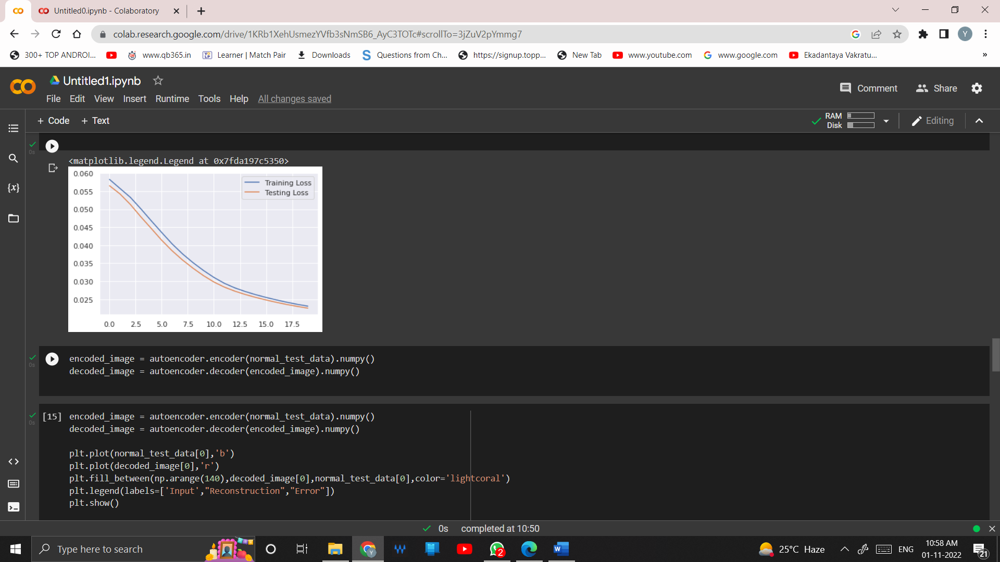 Untitled0.ipynb - Colaboratory
colab.research.google.com/drive/1KRb1XehUsmezYVfb3sNmSB6_AyC3TOTc#scrollTo=3jZuV2pYmmg7
Y
300+ TOP ANDROI...
www.qb365.in
Learner | Match Pair
Downloads
Questions from Ch...
https://signup.topp...
New Tab
www.youtube.com
www.google.com
Ekadantaya Vakratu...
»
Untitled1.ipynb
Comment
Share
File Edit View Insert Runtime Tools Help All changes saved
+ Code + Text
RAM
Disk
Editing
0s
<matplotlib.legend.Legend at 0x7fda197c5350>
{x}
0.060
0.055
0.050
0.045
0.040
0.035
0.030
0.025
Training Loss
Testing Loss
0.0 2.5 5.0 7.5 10.0 12.5 15.0 17.5
0s
encoded_image = autoencoder.encoder(normal_test_data).numpy()
decoded_image = autoencoder.decoder(encoded_image).numpy()
0s
[15] encoded_image = autoencoder.encoder(normal_test_data).numpy()
decoded_image = autoencoder.decoder(encoded_image).numpy()
plt.plot(normal_test_data[0],'b')
plt.plot(decoded_image[0],'r')
plt.fill_between(np.arange(140),decoded_image[0],normal_test_data[0],color='lightcoral')
plt.legend(labels=['Input',"Reconstruction","Error"])
plt.show()
0s completed at 10:50
Type here to search
Y
2
W
25°C Haze
ENG
10:58 AM
01-11-2022
21